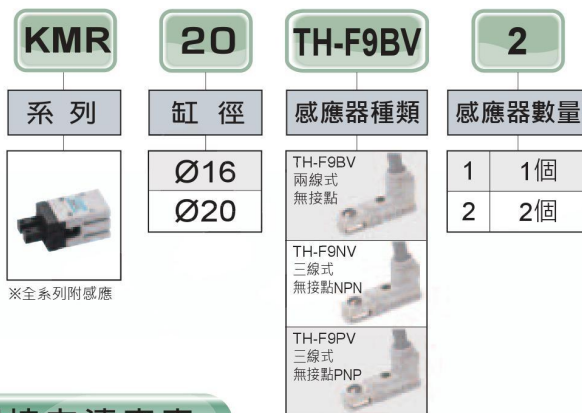 KMR 20 TH-F9BV 2
系列 缸徑 感應器種類 感應器數量
※全系列附感應
Ø16
Ø20
TH-F9BV
兩線式
無接點
TH-F9NV
三線式
無接點NPN
TH-F9PV
三線式
無接點PNP
1 1個
2 2個